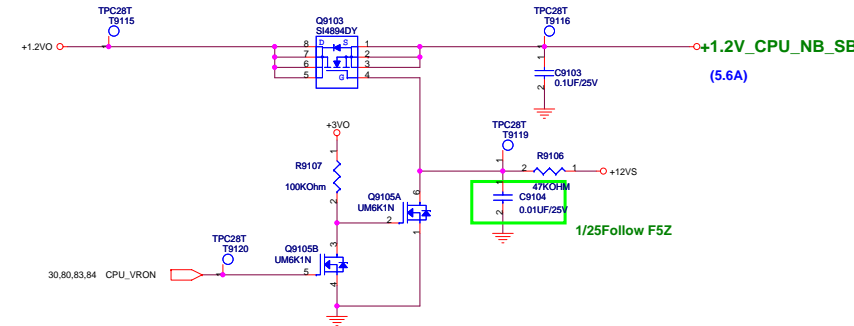 TPC28T
T9115
Q9103
SI4894DY
TPC28T
T9116
+1.2VO
8 D S 1
7 2
6 3
5 G 4
+1.2V_CPU_NB_SB
(5.6A)
1
C9103
0.1UF/25V
2
+3VO
1
R9107
100KOhm
2
TPC28T
T9119
1
R9106
2 1
+12VS
47KOHM
1
C9104
0.01UF/25V
2
1/25Follow F5Z
Q9105A
UM6K1N
6
2
1
TPC28T
T9120
Q9105B
UM6K1N
3
5
4
30,80,83,84 CPU_VRON